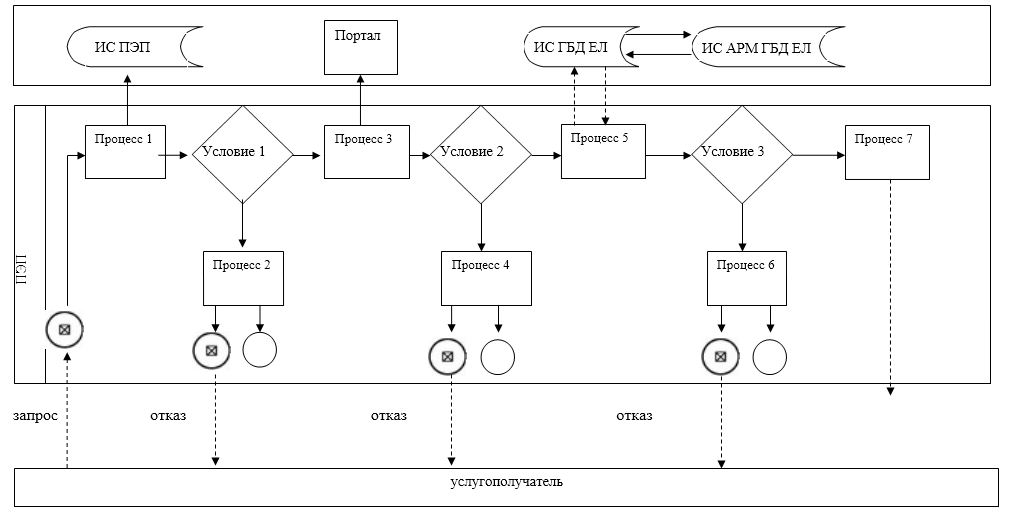 ИС ПЭП
Портал
ИС ГБД ЕЛ
ИС АРМ ГБД ЕЛ
Процесс 1
Условие 1
Процесс 3
Условие 2
Процесс 5
Условие 3
Процесс 7
ПЭП
Процесс 2
Процесс 4
Процесс 6
запрос
отказ
отказ
отказ
услугополучатель